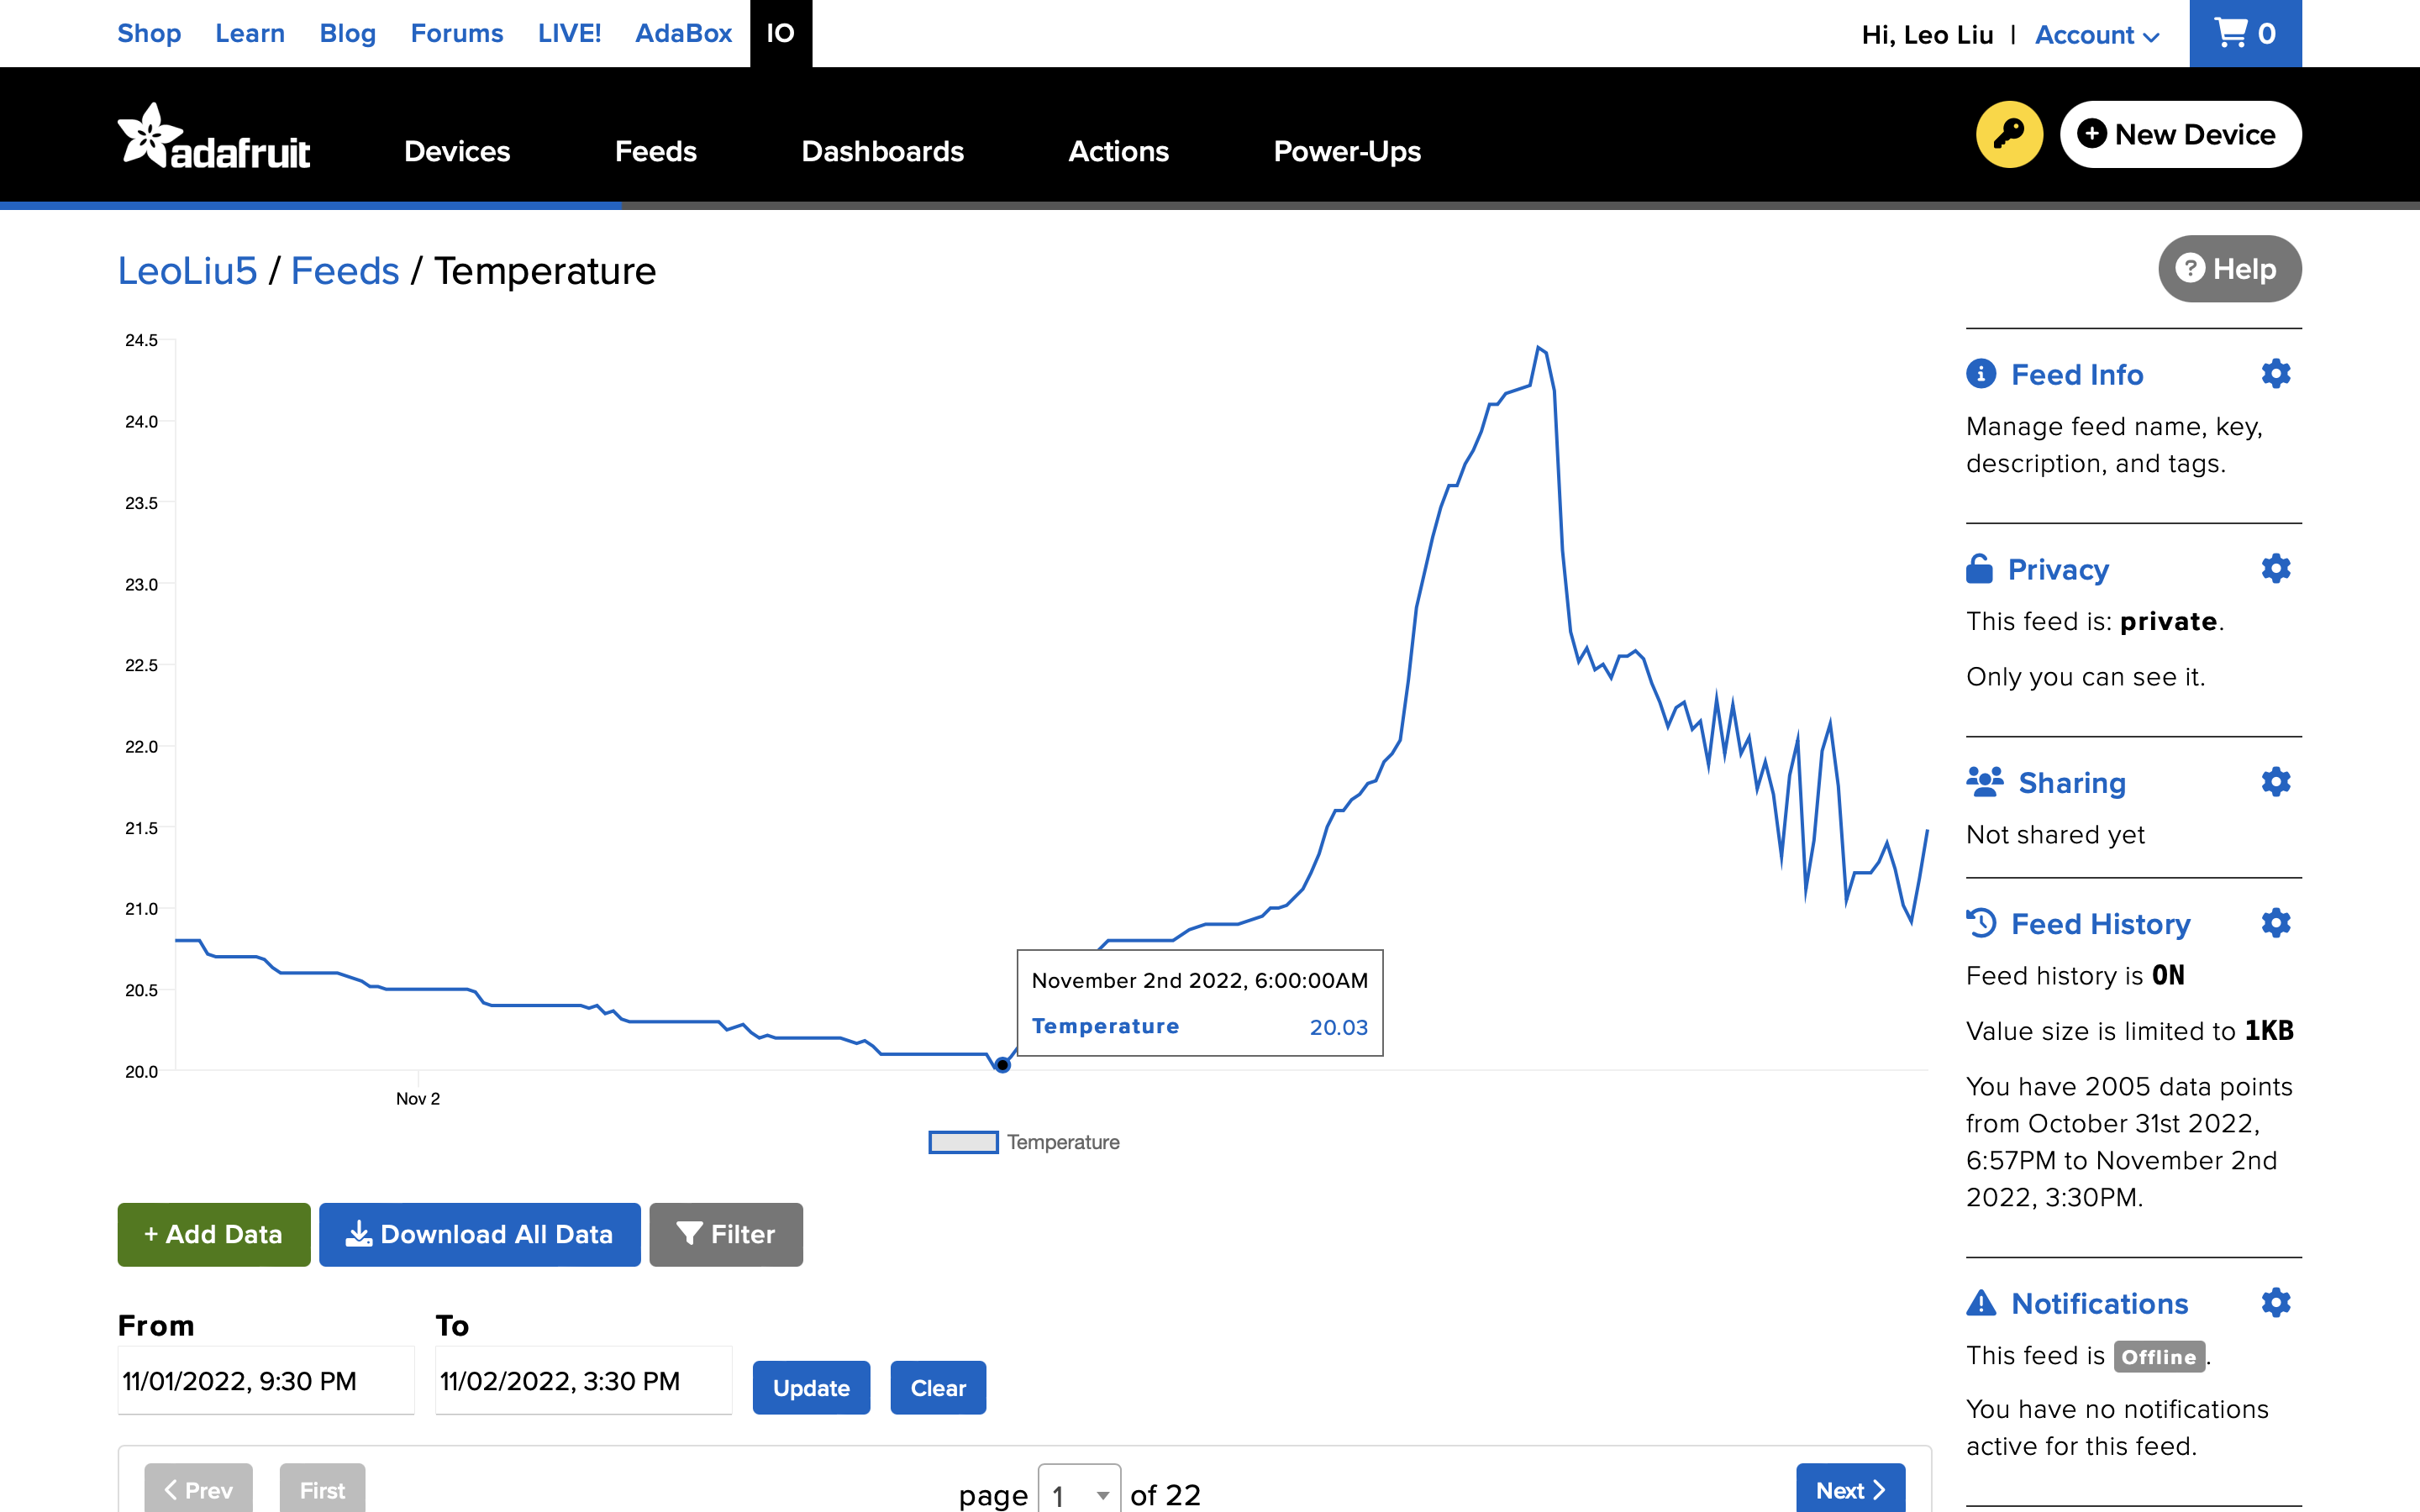 Shop Learn Blog Forums LIVE! AdaBox IO Hi, Leo Liu | Account 0
adafruit Devices Feeds Dashboards Actions Power-Ups New Device
LeoLiu5 / Feeds / Temperature
Help
24.5
24.0
23.5
23.0
22.5
22.0
21.5
21.0
20.5
20.0
Nov 2
November 2nd 2022, 6:00:00AM
Temperature 20.03
Temperature
Feed Info
Manage feed name, key,
description, and tags.
Privacy
This feed is: private.
Only you can see it.
Sharing
Not shared yet
Feed History
Feed history is ON
Value size is limited to 1KB
You have 2005 data points
from October 31st 2022,
6:57PM to November 2nd
2022, 3:30PM.
Notifications
This feed is Offline.
You have no notifications
active for this feed.
+ Add Data Download All Data Filter
From To
11/01/2022, 9:30 PM 11/02/2022, 3:30 PM Update Clear
Prev First page 1 of 22 Next